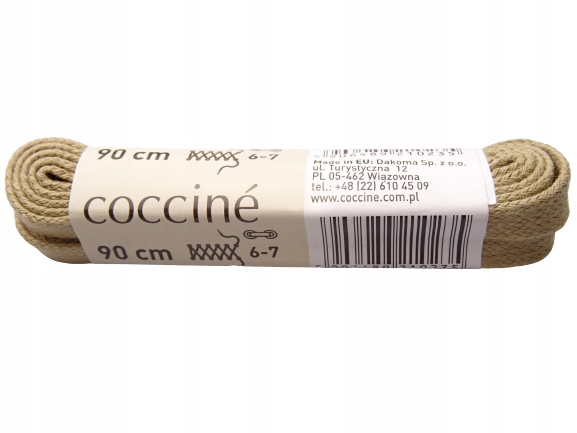 90 cm 6-7
cocciné
90 cm 6-7
Made in EU: Dakoma Sp. z o.o.
ul. Turystyczna 12
PL 05-462 Wiązowna
tel.: +48 (22) 610 45 09
www.coccine.com.pl